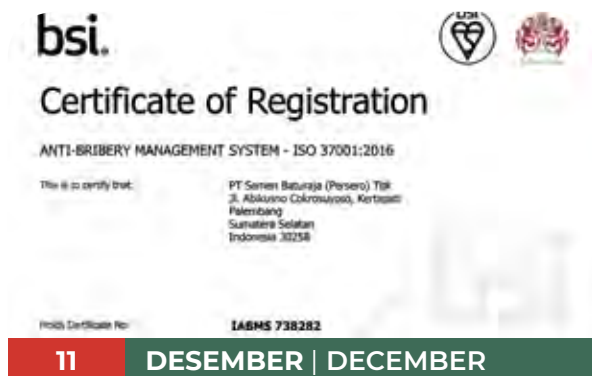 bsi.
bsi
Certificate of Registration
ANTI-BRIBERY MANAGEMENT SYSTEM - ISO 37001:2016
This is to certify that:
PT Semen Baturaja (Persero) Tbk
Jl. Abikusno Cokrosuyoso, Kertapati
Palembang
Sumatera Selatan
Indonesia 30258
Holds Certificate No:
IABMS 738282
11 DESEMBER | DECEMBER